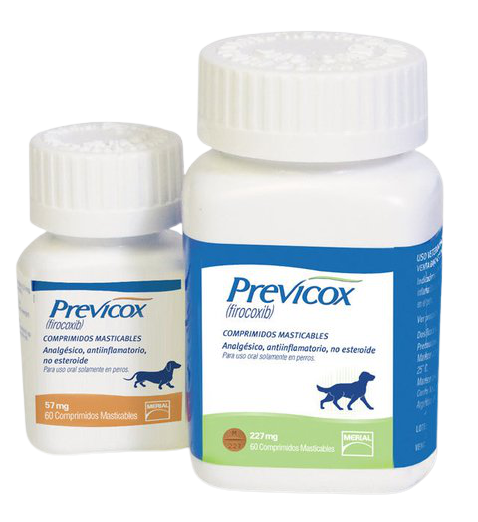 Previcox
(firocoxib)
COMPRIMIDOS MASTICABLES
Analgésico, antiinflamatorio,
no esteroide
Para uso oral solamente en perros.
57 mg
60 Comprimidos Masticables
MERIAL
Previcox
(firocoxib)
COMPRIMIDOS MASTICABLES
Analgésico, antiinflamatorio, no esteroide
Para uso oral solamente en perros.
M
227
227 mg
60 Comprimidos Masticables
MERIAL
USO